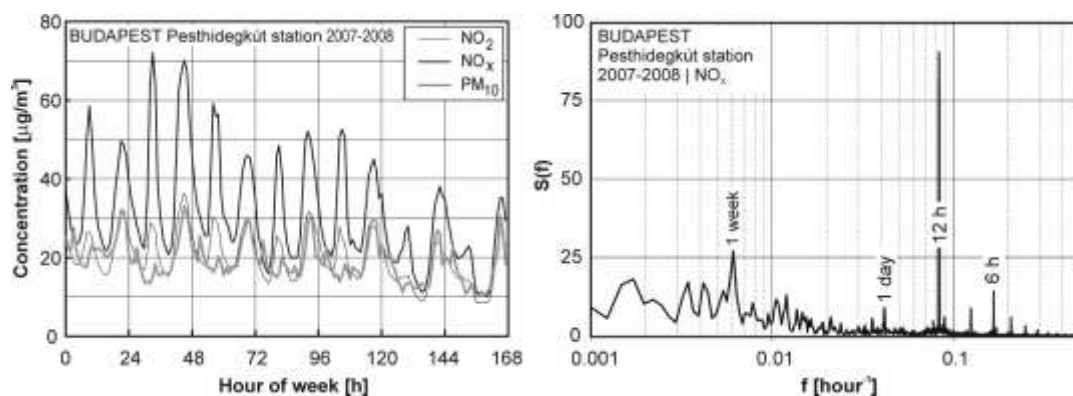 BUDAPEST Pesthidegkút station 2007-2008
NO₂
NOₓ
PM₁₀
Concentration [µg/m³]
80
60
40
20
0
0 24 48 72 96 120 144 168
Hour of week [h]
BUDAPEST
Pesthidegkút station
2007-2008 | NOₓ
S(f)
100
75
50
25
0
1 week
1 day
12 h
6 h
0.001 0.01 0.1
f [hour⁻¹]